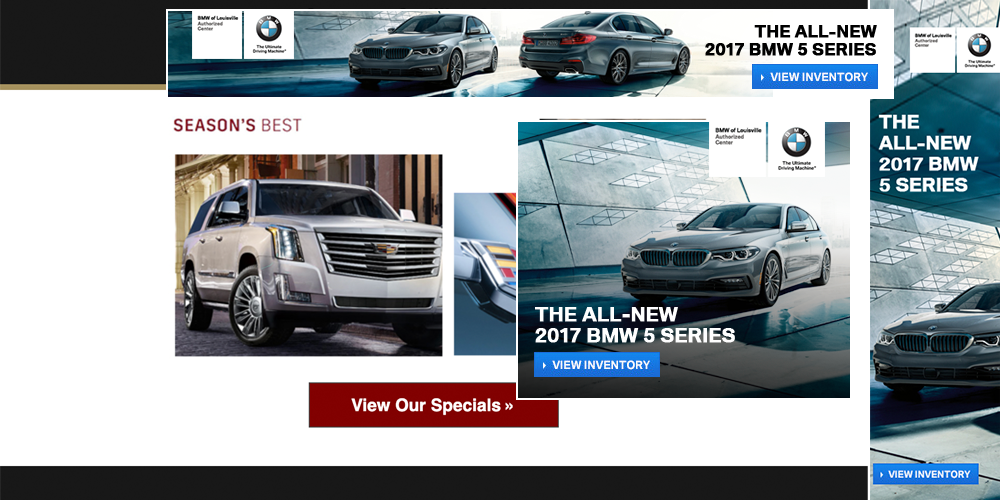 BMW of Louisville
Authorized
Center
BMW
The Ultimate
Driving Machine®
THE ALL-NEW
2017 BMW 5 SERIES
VIEW INVENTORY
BMW of Louisville
Authorized
Center
BMW
The Ultimate
Driving Machine®
THE
ALL-NEW
2017 BMW
5 SERIES
VIEW INVENTORY
SEASON'S BEST
View Our Specials »
BMW of Louisville
Authorized
Center
BMW
The Ultimate
Driving Machine®
THE ALL-NEW
2017 BMW 5 SERIES
VIEW INVENTORY